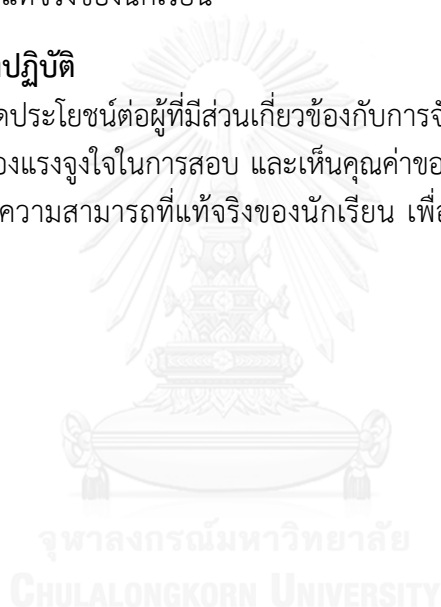 แท้จริงของนักเรียน
ปฏิบัติ
ประโยชน์ต่อผู้ที่มีส่วนเกี่ยวข้องกับการ
องแรงจูงใจในการสอบ และเห็นคุณค่าขอ
ความสามารถที่แท้จริงของนักเรียน เพื่
จุฬาลงกรณ์มหาวิทยาลัย
CHULALONGKORN UNIVERSITY